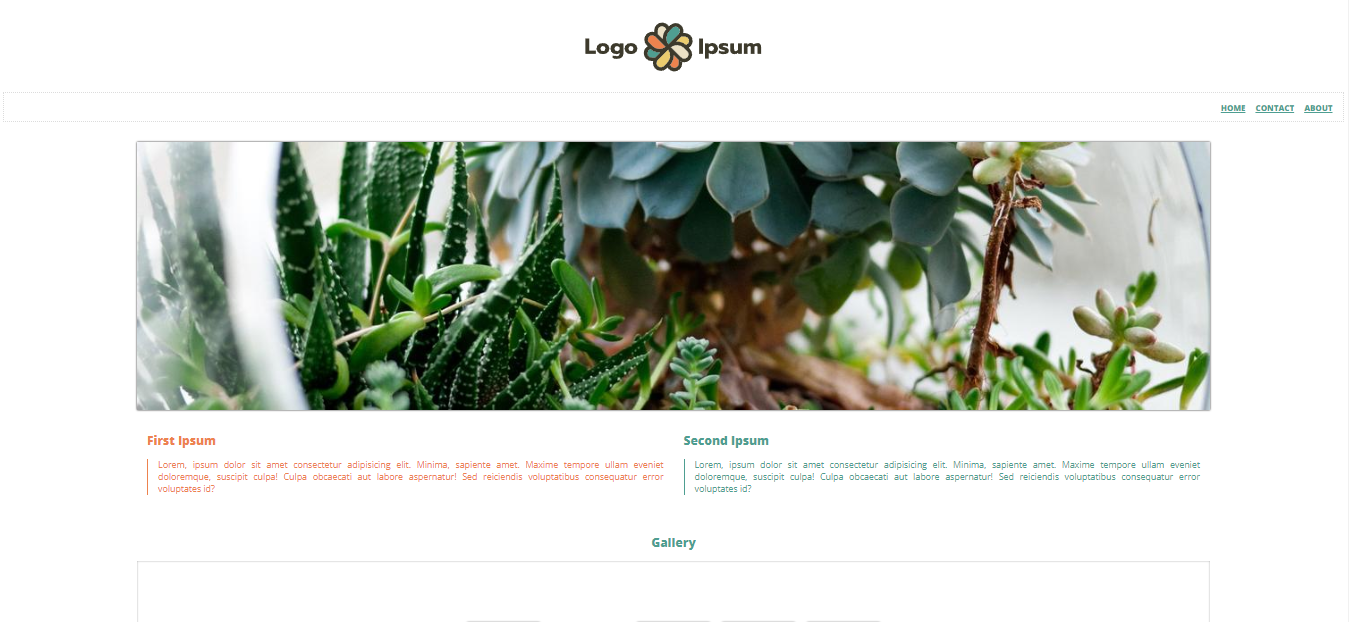 Logo Ipsum
HOME CONTACT ABOUT
First Ipsum
Lorem, ipsum dolor sit amet consectetur adipisicing elit. Minima, sapiente amet. Maxime tempore ullam eveniet
doloremque, suscipit culpa! Culpa obcaecati aut labore aspernatur! Sed reiciendis voluptatibus consequatur error
voluptates id?
Second Ipsum
Lorem, ipsum dolor sit amet consectetur adipisicing elit. Minima, sapiente amet. Maxime tempore ullam eveniet
doloremque, suscipit culpa! Culpa obcaecati aut labore aspernatur! Sed reiciendis voluptatibus consequatur error
voluptates id?
Gallery